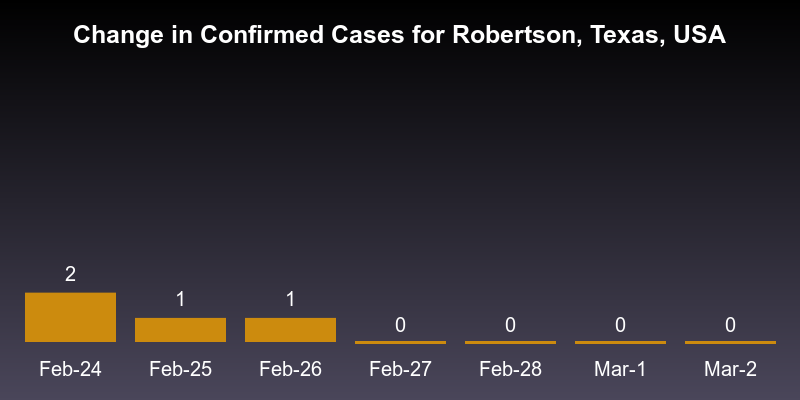 Change in Confirmed Cases for Robertson, Texas, USA
2
1
1
0
0
0
0
Feb-24
Feb-25
Feb-26
Feb-27
Feb-28
Mar-1
Mar-2